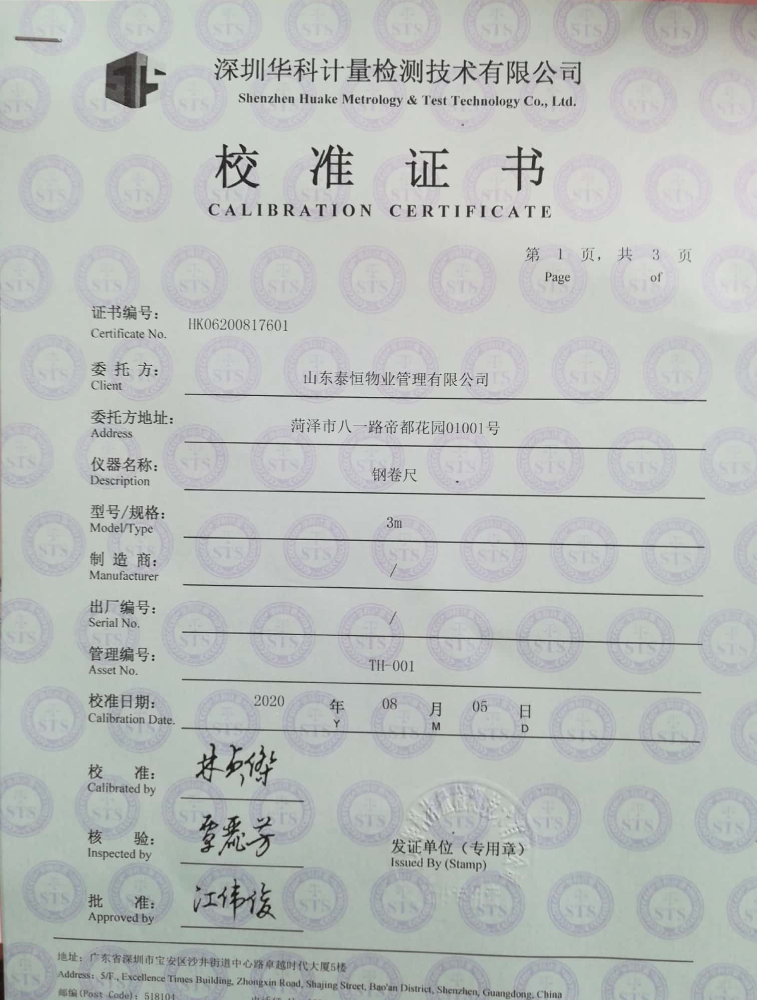 深圳华科计量检测技术有限公司
Shenzhen Huake Metrology & Test Technology Co., Ltd.
校 准 证 书
CALIBRATION CERTIFICATE
第 1 页, 共 3 页
Page of
证书编号: HK06200817601
Certificate No.
委 托 方: 山东泰恒物业管理有限公司
Client
委托方地址: 菏泽市八一路帝都花园01001号
Address
仪器名称: 钢卷尺
Description
型号/规格: 3m
Model/Type
制 造 商: /
Manufacturer
出厂编号: /
Serial No.
管理编号: TH-001
Asset No.
校准日期: 2020 年 08 月 05 日
Calibration Date. Y M D
校 准:
Calibrated by
核 验: 覃丽芳
Inspected by
发证单位（专用章）
Issued By (Stamp)
批 准: 江伟俊
Approved by
地址: 广东省深圳市宝安区沙井街道中心路卓越时代大厦5楼
Address: 5/F., Excellence Times Building, Zhongxin Road, Shajing Street, Bao'an District, Shenzhen, Guangdong, China
邮编(Post Code): 518104
STS